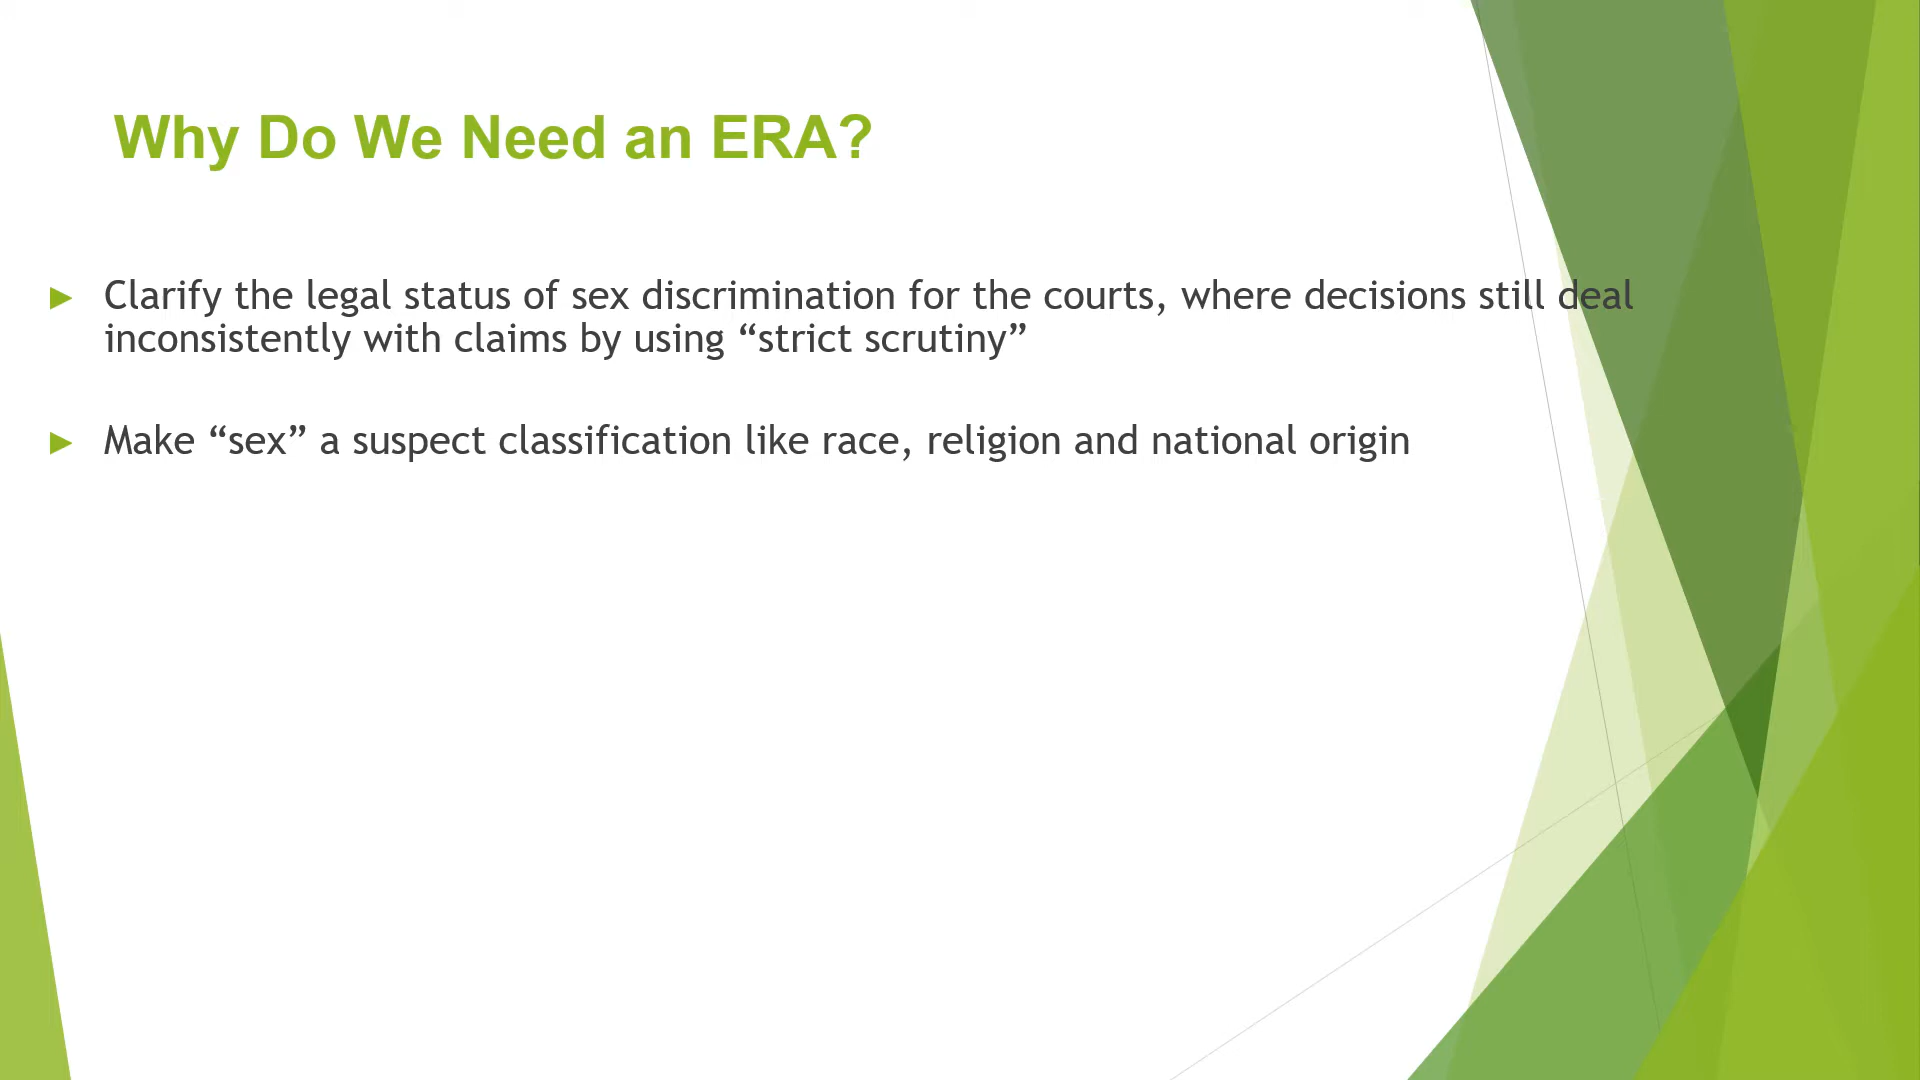 Why Do We Need an ERA?
Clarify the legal status of sex discrimination for the courts, where decisions still deal
inconsistently with claims by using “strict scrutiny”
Make “sex” a suspect classification like race, religion and national origin